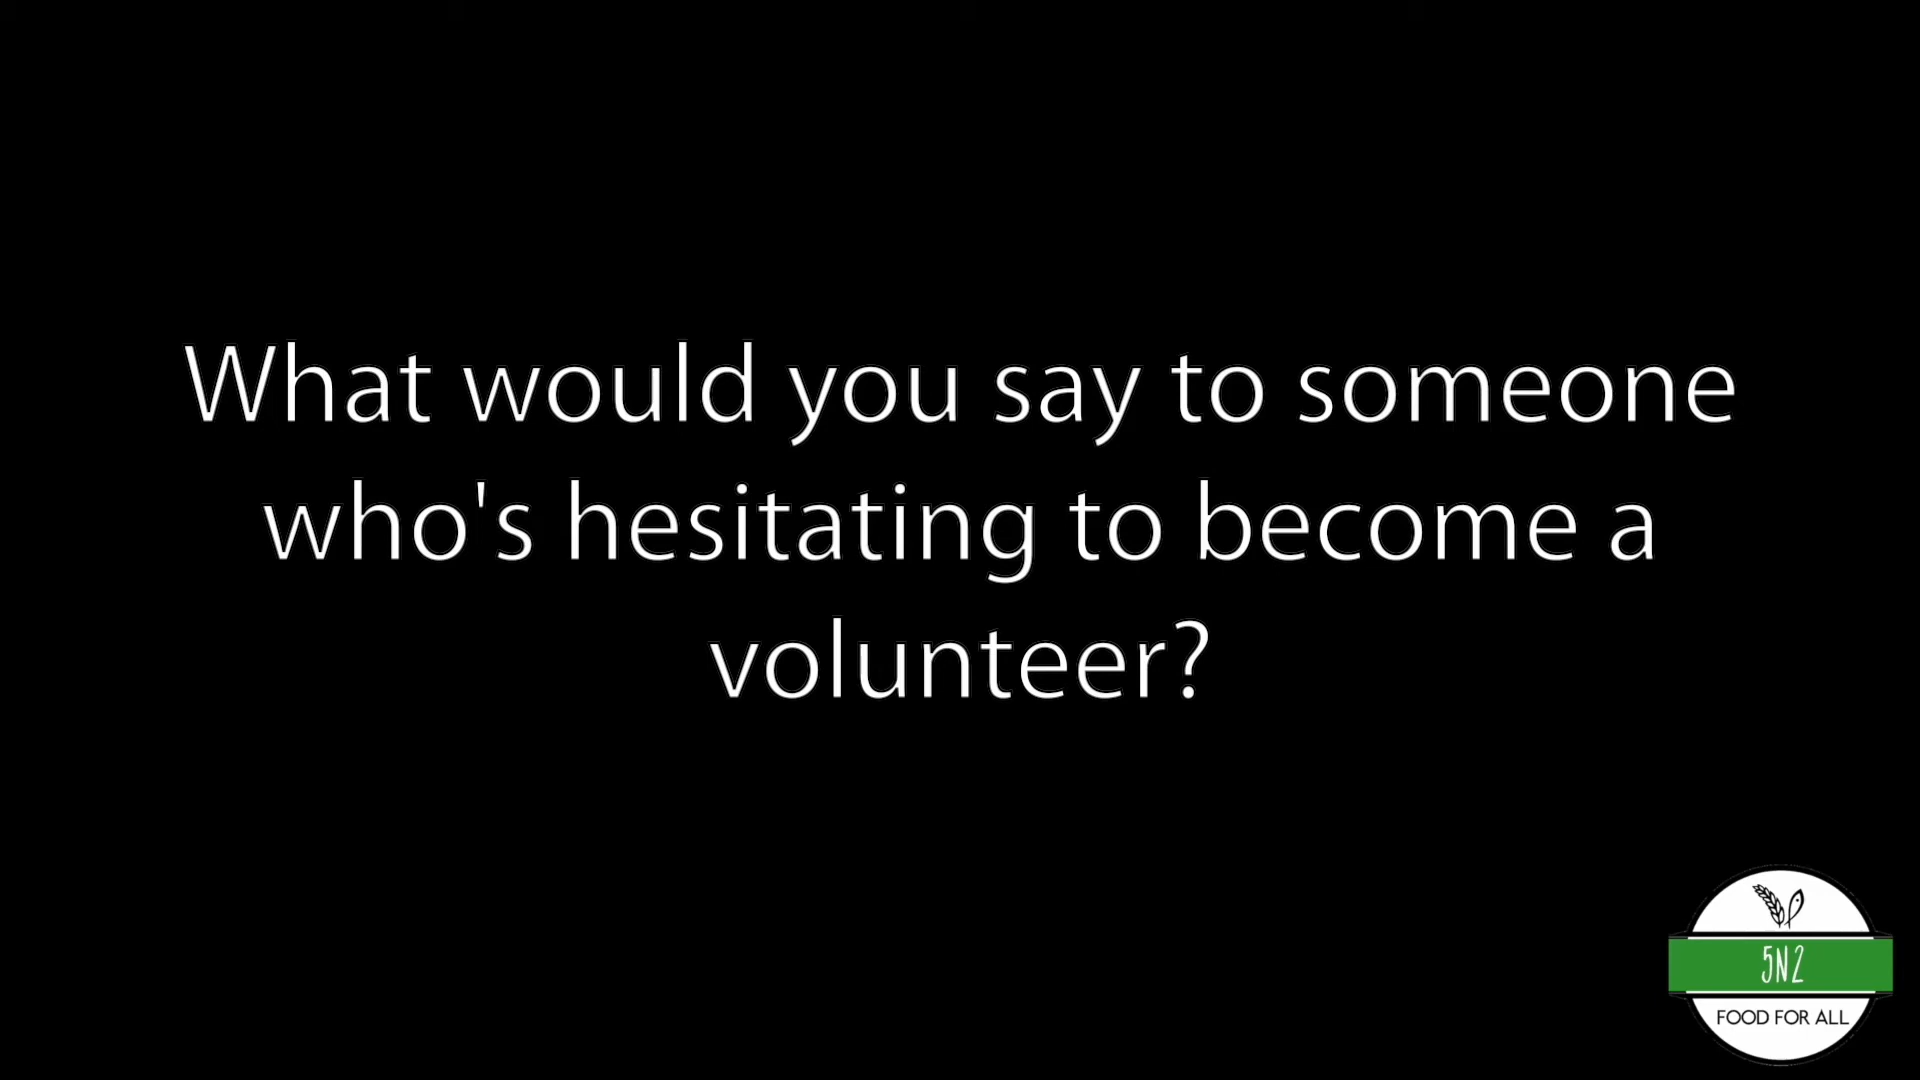 What would you say to someone
who's hesitating to become a
volunteer?
5N2
FOOD FOR ALL